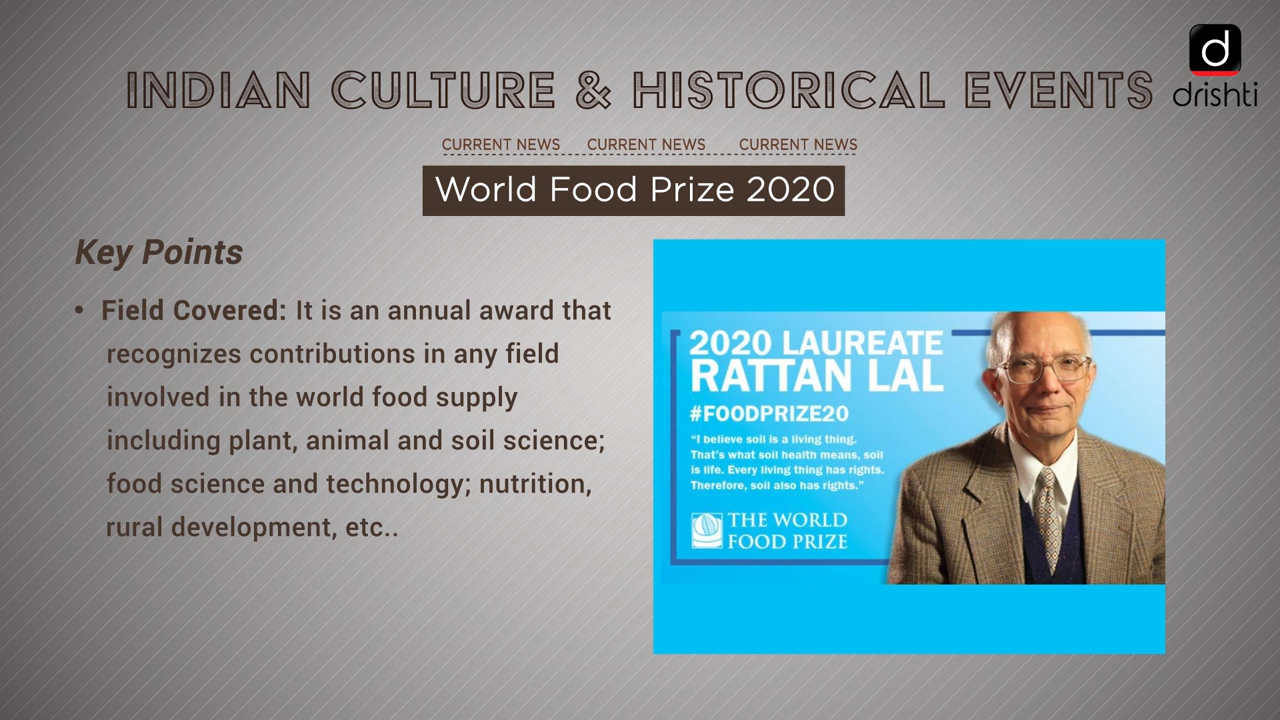 INDIAN CULTURE & HISTORICAL EVENTS
d
drishti
CURRENT NEWS CURRENT NEWS CURRENT NEWS
World Food Prize 2020
Key Points
• Field Covered: It is an annual award that
recognizes contributions in any field
involved in the world food supply
including plant, animal and soil science;
food science and technology; nutrition,
rural development, etc..
2020 LAUREATE
RATTAN LAL
#FOODPRIZE20
“I believe soil is a living thing.
That’s what soil health means, soil
is life. Every living thing has rights.
Therefore, soil also has rights.”
THE WORLD
FOOD PRIZE